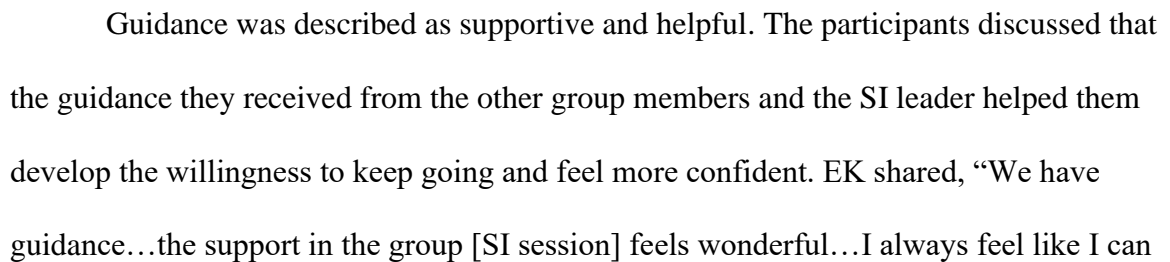 Guidance was described as supportive and helpful. The participants discussed that
the guidance they received from the other group members and the SI leader helped them
develop the willingness to keep going and feel more confident. EK shared, “We have
guidance…the support in the group [SI session] feels wonderful…I always feel like I can